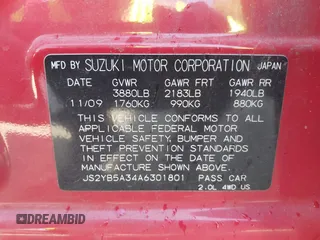 MFD BY SUZUKI MOTOR CORPORATION JAPAN
DATE GVWR GAWR FRT GAWR RR
3880LB 2183LB 1940LB
11/09 1760KG 990KG 880KG
THIS VEHICLE CONFORMS TO ALL
APPLICABLE FEDERAL MOTOR
VEHICLE SAFETY, BUMPER AND
THEFT PREVENTION STANDARDS
IN EFFECT ON THE DATE OF
MANUFACTURE SHOWN ABOVE.
JS2YB5A34A6301801 PASS CAR
2.0L 4WD US
DREAMBID.COM